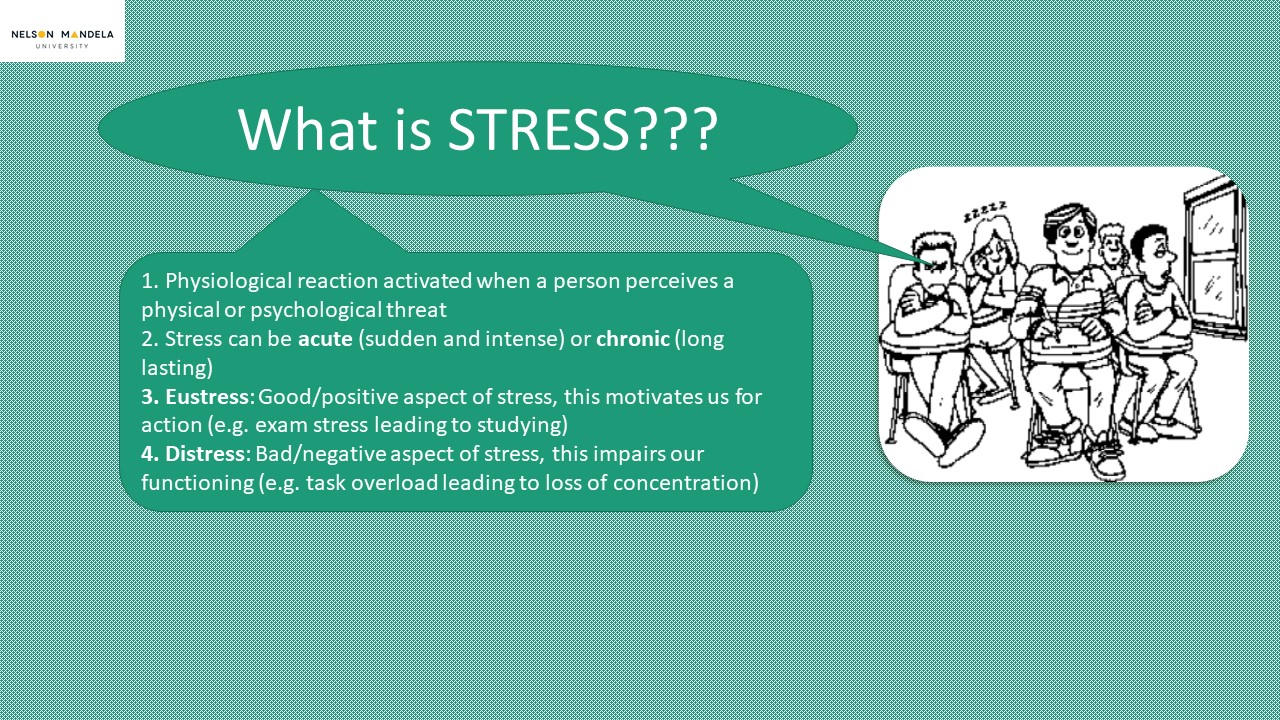 NELSON MANDELA
UNIVERSITY
What is STRESS???
zzzzz
1. Physiological reaction activated when a person perceives a
physical or psychological threat
2. Stress can be acute (sudden and intense) or chronic (long
lasting)
3. Eustress: Good/positive aspect of stress, this motivates us for
action (e.g. exam stress leading to studying)
4. Distress: Bad/negative aspect of stress, this impairs our
functioning (e.g. task overload leading to loss of concentration)